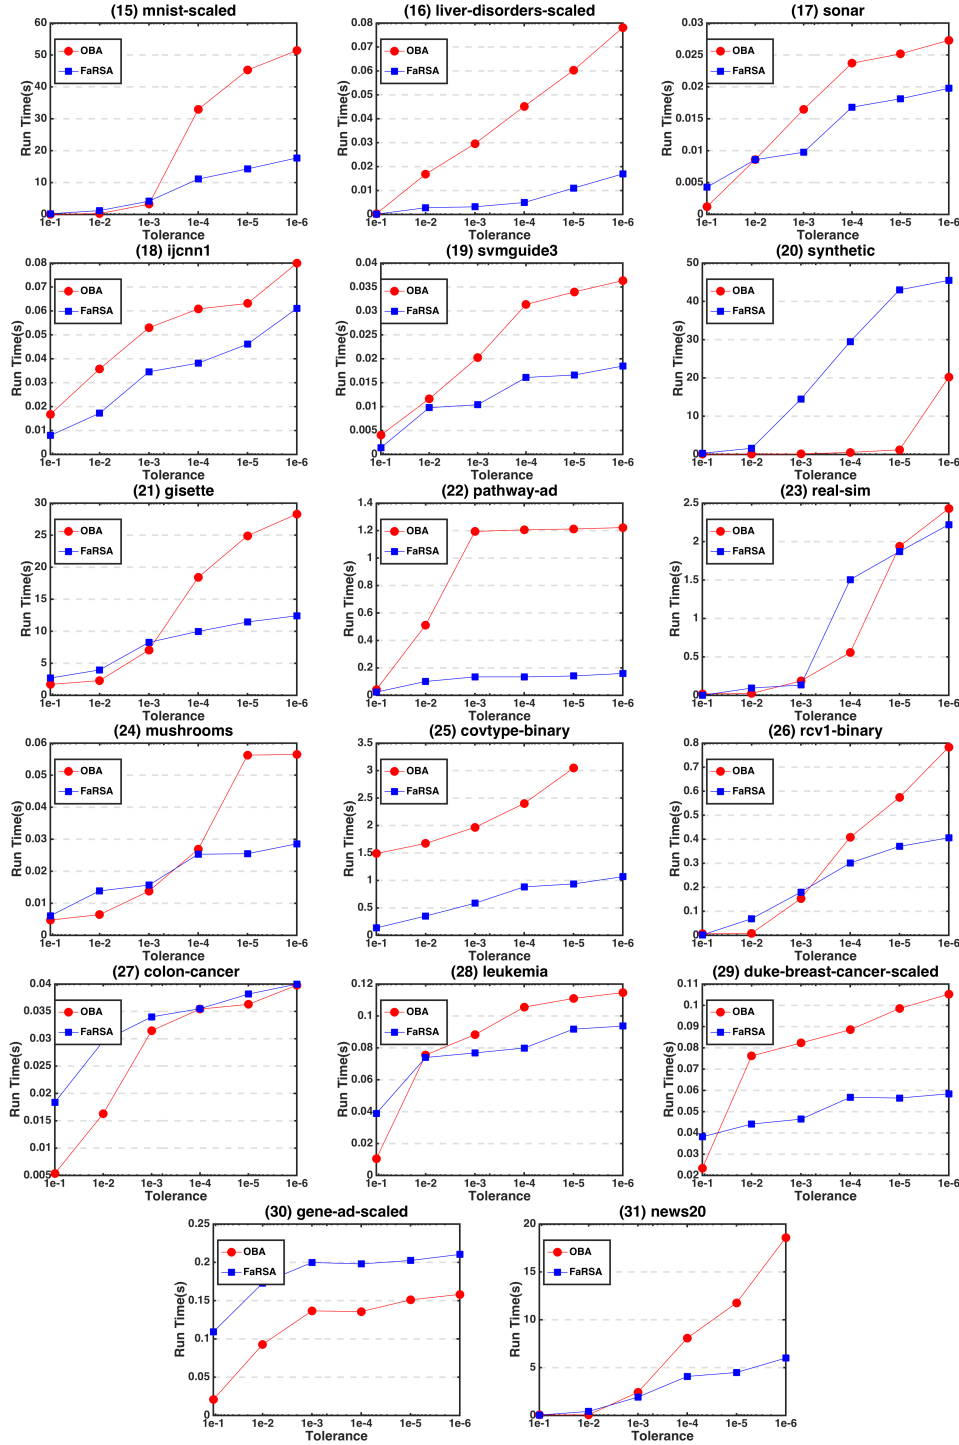 (15) mnist-scaled
60
50
40
30
20
10
0
Run Time(s)
OBA
FaRSA
1e-1 1e-2 1e-3 1e-4 1e-5 1e-6
Tolerance
(16) liver-disorders-scaled
0.08
0.06
0.04
0.03
0.02
0.01
0
Run Time(s)
OBA
FaRSA
1e-1 1e-2 1e-3 1e-4 1e-5 1e-6
Tolerance
(17) sonar
0.03
0.025
0.02
0.015
0.01
0.005
0
Run Time(s)
OBA
FaRSA
1e-1 1e-2 1e-3 1e-4 1e-5 1e-6
Tolerance
(18) ijcnn1
0.08
0.07
0.06
0.05
0.04
0.03
0.02
0.01
0
Run Time(s)
OBA
FaRSA
1e-1 1e-2 1e-3 1e-4 1e-5 1e-6
Tolerance
(19) svmguide3
0.04
0.035
0.03
0.025
0.02
0.015
0.01
0.005
0
Run Time(s)
OBA
FaRSA
1e-1 1e-2 1e-3 1e-4 1e-5 1e-6
Tolerance
(20) synthetic
50
40
30
20
10
0
Run Time(s)
OBA
FaRSA
1e-1 1e-2 1e-3 1e-4 1e-5 1e-6
Tolerance
(21) gisette
30
25
20
15
10
5
0
Run Time(s)
OBA
FaRSA
1e-1 1e-2 1e-3 1e-4 1e-5 1e-6
Tolerance
(22) pathway-ad
1.4
1.2
1
0.8
0.6
0.4
0.2
0
Run Time(s)
OBA
FaRSA
1e-1 1e-2 1e-3 1e-4 1e-5 1e-6
Tolerance
(23) real-sim
2.5
2
1.5
1
0.5
0
Run Time(s)
OBA
FaRSA
1e-1 1e-2 1e-3 1e-4 1e-5 1e-6
Tolerance
(24) mushrooms
0.06
0.05
0.04
0.03
0.02
0.01
0
Run Time(s)
OBA
FaRSA
1e-1 1e-2 1e-3 1e-4 1e-5 1e-6
Tolerance
(25) covtype-binary
3.5
3
2.5
2
1.5
1
0.5
0
Run Time(s)
OBA
FaRSA
1e-1 1e-2 1e-3 1e-4 1e-5 1e-6
Tolerance
(26) rcv1-binary
0.8
0.7
0.6
0.5
0.4
0.3
0.2
0.1
0
Run Time(s)
OBA
FaRSA
1e-1 1e-2 1e-3 1e-4 1e-5 1e-6
Tolerance
(27) colon-cancer
0.04
0.035
0.03
0.02
0.015
0.01
0.005
Run Time(s)
OBA
FaRSA
1e-1 1e-2 1e-3 1e-4 1e-5 1e-6
Tolerance
(28) leukemia
0.12
0.1
0.08
0.06
0.04
0.02
0
Run Time(s)
OBA
FaRSA
1e-1 1e-2 1e-3 1e-4 1e-5 1e-6
Tolerance
(29) duke-breast-cancer-scaled
0.11
0.1
0.09
0.08
0.07
0.06
0.05
0.04
0.03
0.02
Run Time(s)
OBA
FaRSA
1e-1 1e-2 1e-3 1e-4 1e-5 1e-6
Tolerance
(30) gene-ad-scaled
0.25
0.2
0.15
0.1
0.05
0
Run Time(s)
OBA
FaRSA
1e-1 1e-2 1e-3 1e-4 1e-5 1e-6
Tolerance
(31) news20
20
15
10
5
0
Run Time(s)
OBA
FaRSA
1e-1 1e-2 1e-3 1e-4 1e-5 1e-6
Tolerance